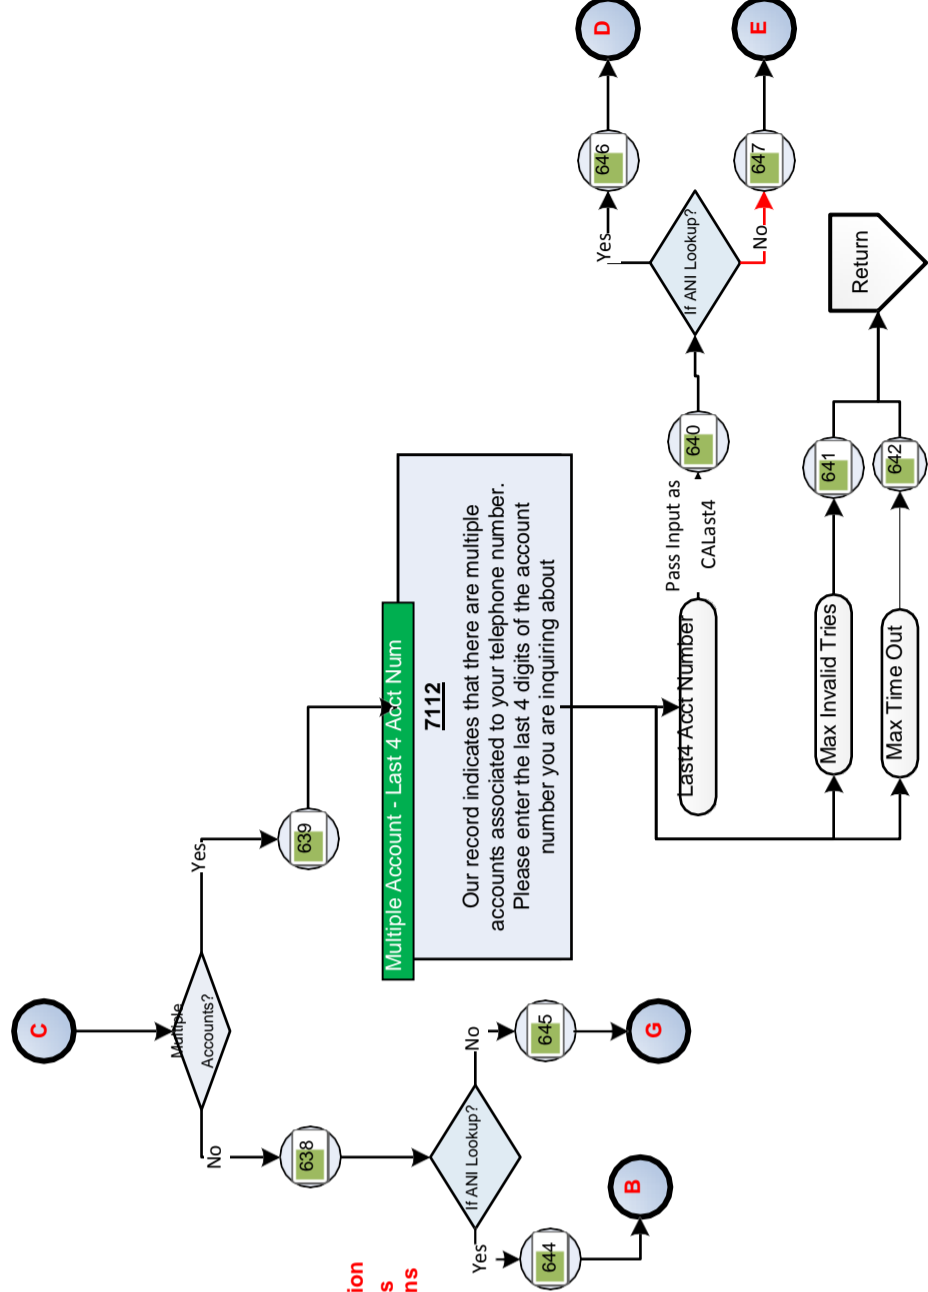 C
Multiple
Accounts?
No
Yes
638
639
If ANI Lookup?
Yes
No
644
645
B
G
ion
s
ns
Multiple Account - Last 4 Acct Num
7112
Our record indicates that there are multiple
accounts associated to your telephone number.
Please enter the last 4 digits of the account
number you are inquiring about
Last4 Acct Number
Pass Input as
CALast4
640
If ANI Lookup?
Yes
No
646
647
D
E
Max Invalid Tries
641
Max Time Out
642
Return